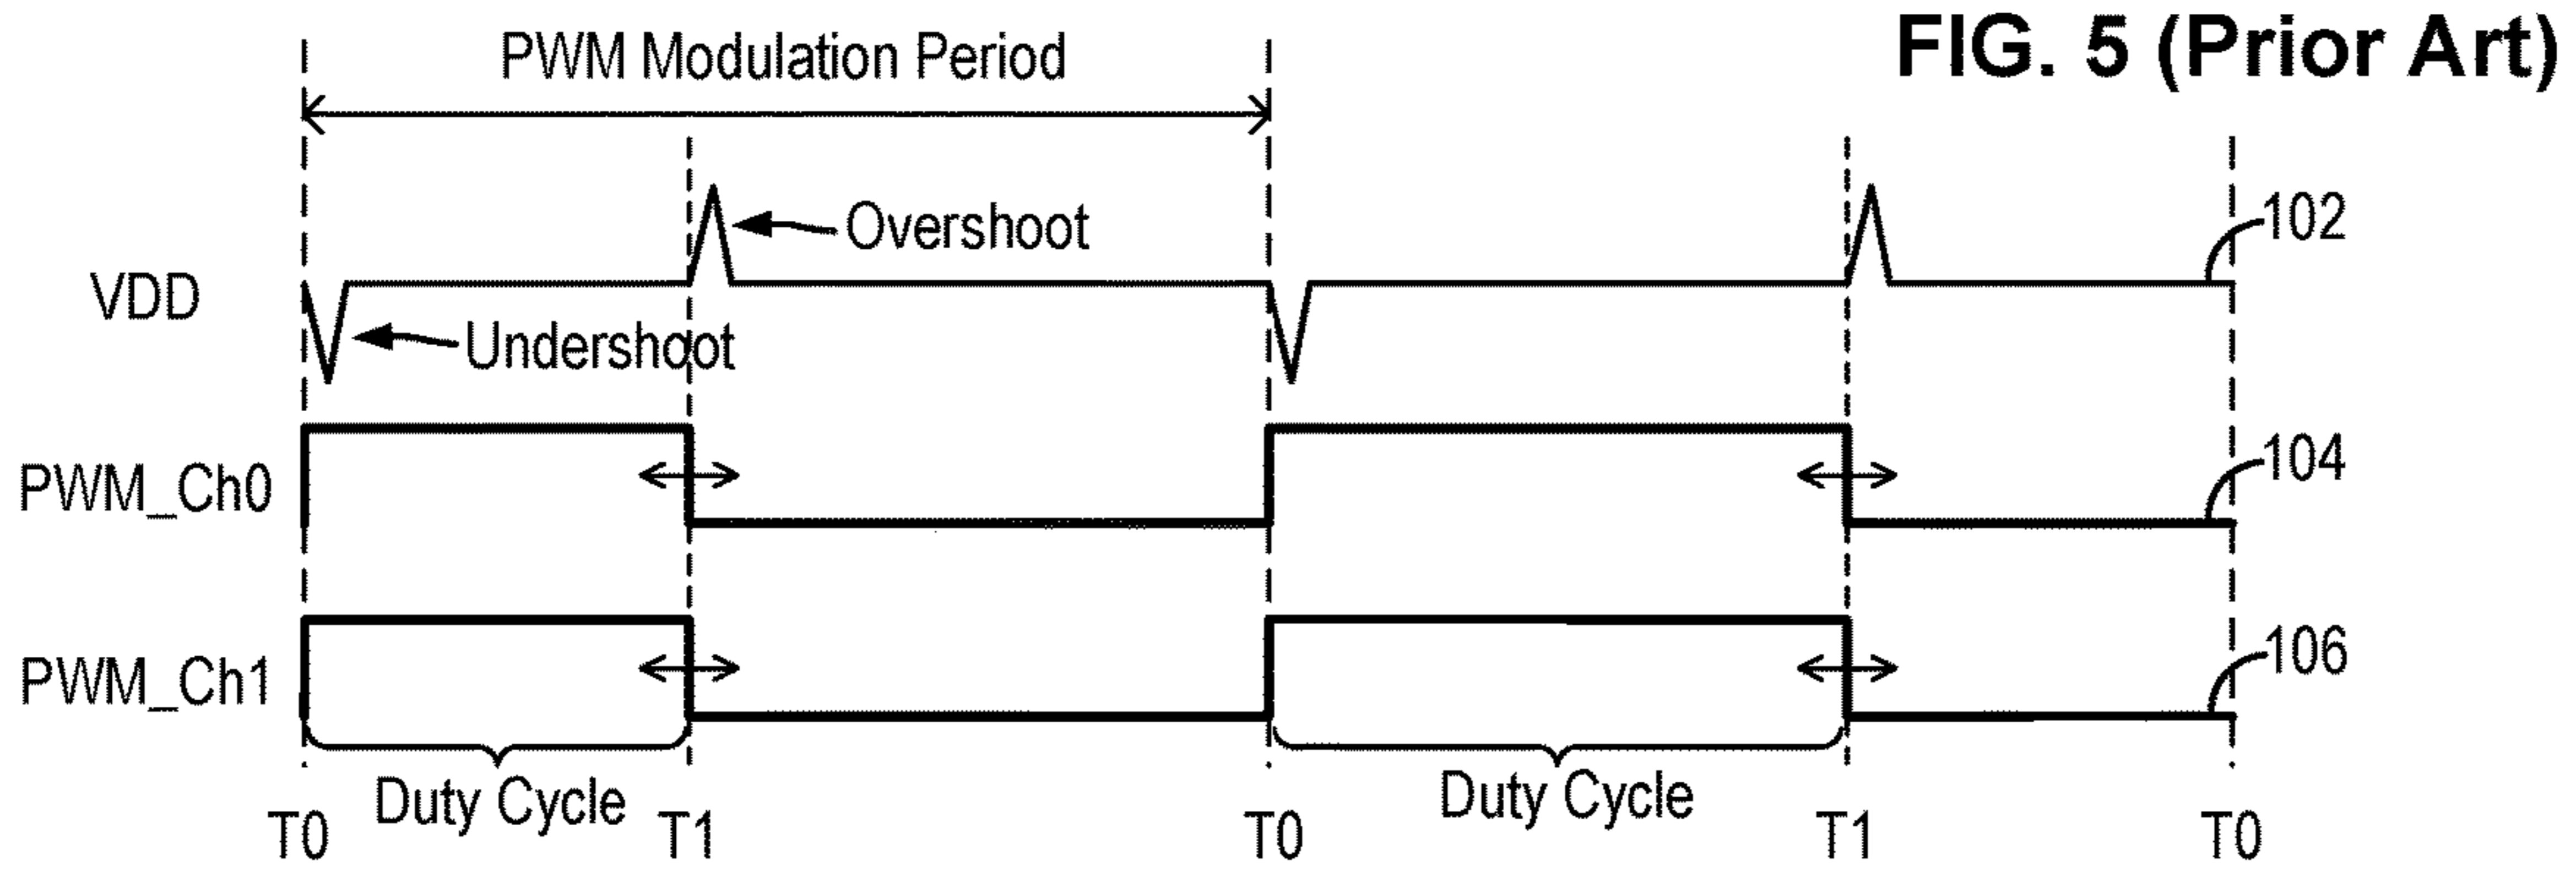 FIG. 5 (Prior Art)
PWM Modulation Period
Overshoot
102
VDD
Undershoot
PWM_Ch0
104
PWM_Ch1
106
Duty Cycle
Duty Cycle
T0 T1 T0 T1 T0